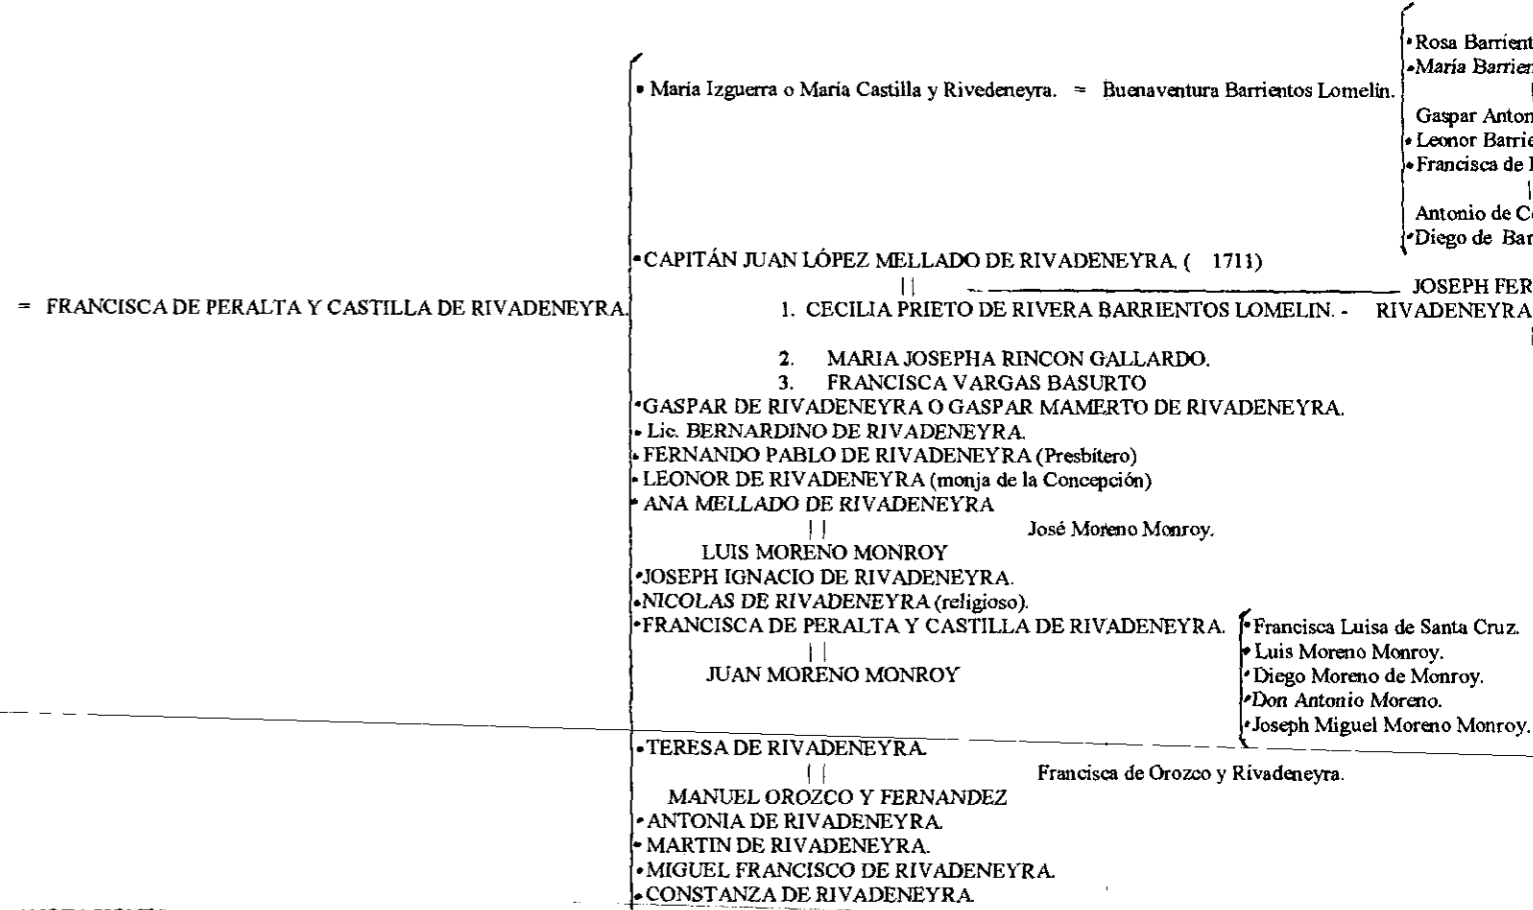 •Rosa
•María
• María Izguerra o María Castilla y Rivedeneyra. = Buenaventura Barrientos Lomelin.
Gaspar
•Leonor
•Francisca de
Antonio de
•CAPITÁN JUAN LÓPEZ MELLADO DE RIVADENEYRA. ( 1711)
•Diego de
|| JOSEPH
= FRANCISCA DE PERALTA Y CASTILLA DE RIVADENEYRA.
1. CECILIA PRIETO DE RIVERA BARRIENTOS LOMELIN. - RIVADENEYRA
2. MARIA JOSEPHA RINCON GALLARDO.
3. FRANCISCA VARGAS BASURTO
•GASPAR DE RIVADENEYRA O GASPAR MAMERTO DE RIVADENEYRA.
• Lic. BERNARDINO DE RIVADENEYRA.
• FERNANDO PABLO DE RIVADENEYRA (Presbítero)
• LEONOR DE RIVADENEYRA (monja de la Concepción)
• ANA MELLADO DE RIVADENEYRA
|| José Moreno Monroy.
LUIS MORENO MONROY
•JOSEPH IGNACIO DE RIVADENEYRA.
•NICOLAS DE RIVADENEYRA (religioso).
•FRANCISCA DE PERALTA Y CASTILLA DE RIVADENEYRA. •Francisca Luisa de Santa Cruz.
|| •Luis Moreno Monroy.
JUAN MORENO MONROY •Diego Moreno de Monroy.
•Don Antonio Moreno.
•Joseph Miguel Moreno Monroy.
•TERESA DE RIVADENEYRA.
|| Francisca de Orozco y Rivadeneyra.
MANUEL OROZCO Y FERNANDEZ
•ANTONIA DE RIVADENEYRA.
• MARTIN DE RIVADENEYRA.
•MIGUEL FRANCISCO DE RIVADENEYRA.
•CONSTANZA DE RIVADENEYRA.